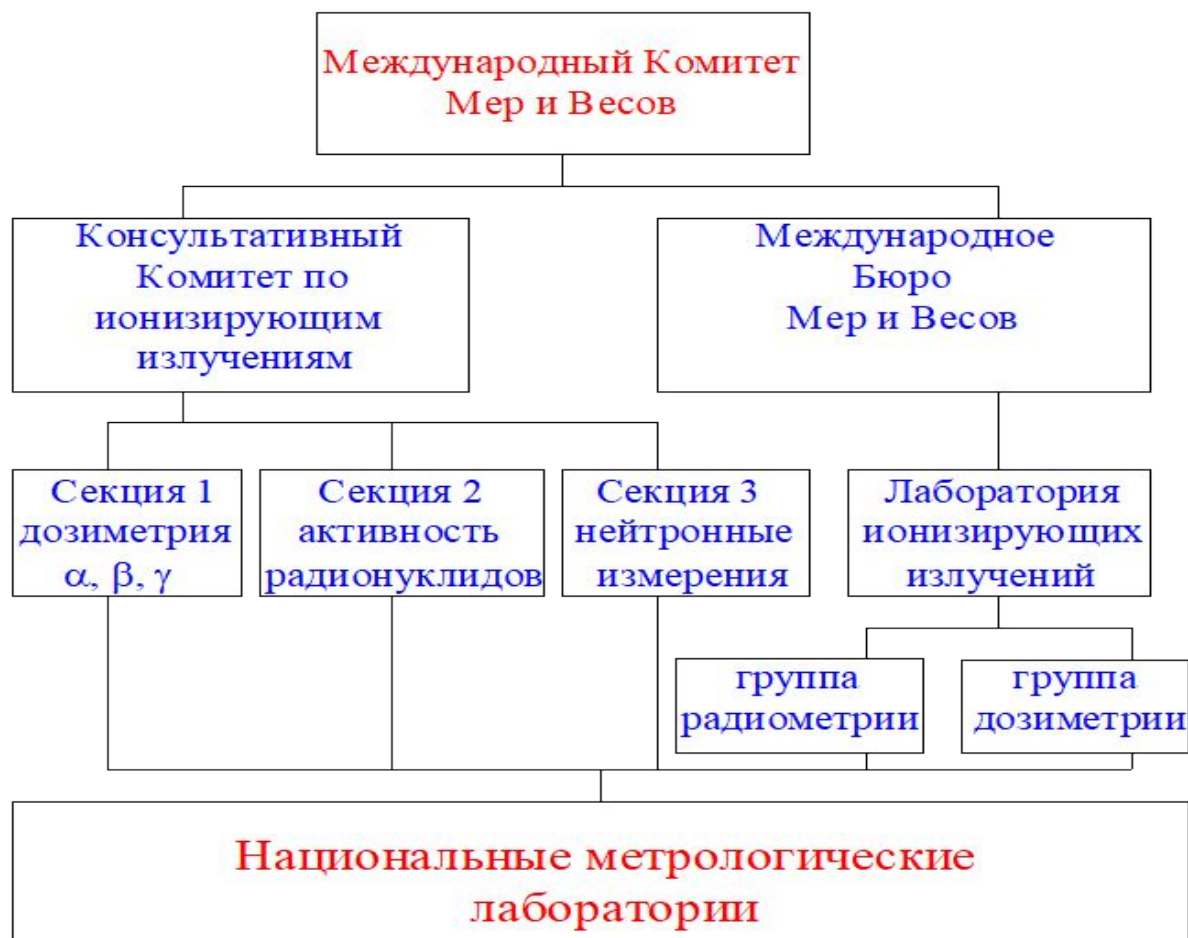 Международный Комитет
Мер и Весов
Консультативный
Комитет по
ионизирующим
излучениям
Международное
Бюро
Мер и Весов
Секция 1
дозиметрия
α, β, γ
Секция 2
активность
радионуклидов
Секция 3
нейтронные
измерения
Лаборатория
ионизирующих
излучений
группа
радиометрии
группа
дозиметрии
Национальные метрологические
лаборатории